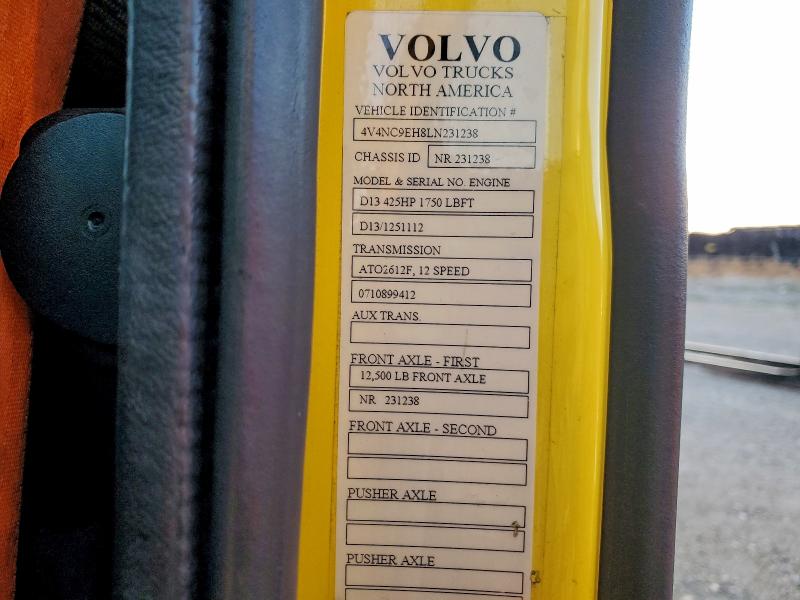 VOLVO
VOLVO TRUCKS
NORTH AMERICA
VEHICLE IDENTIFICATION #
4V4NC9EH8LN231238
CHASSIS ID NR 231238
MODEL & SERIAL NO. ENGINE
D13 425HP 1750 LBFT
D13/1251112
TRANSMISSION
ATO2612F, 12 SPEED
0710899412
AUX TRANS.
FRONT AXLE - FIRST
12,500 LB FRONT AXLE
NR 231238
FRONT AXLE - SECOND
PUSHER AXLE
PUSHER AXLE